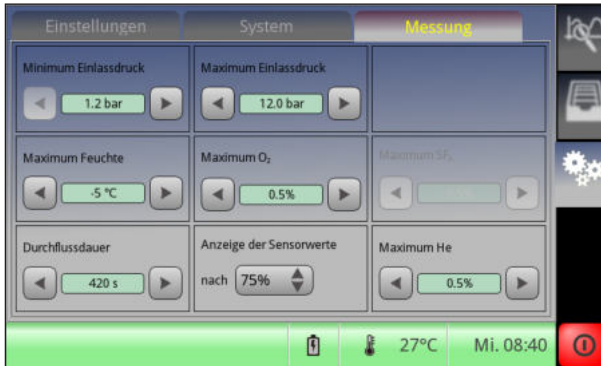 Einstellungen
System
Messung
Minimum Einlassdruck
1.2 bar
Maximum Einlassdruck
12.0 bar
Maximum Feuchte
-5 °C
Maximum O₂
0.5%
Maximum SF₆
Durchflussdauer
420 s
Anzeige der Sensorwerte
nach 75%
Maximum He
0.5%
27°C
Mi. 08:40